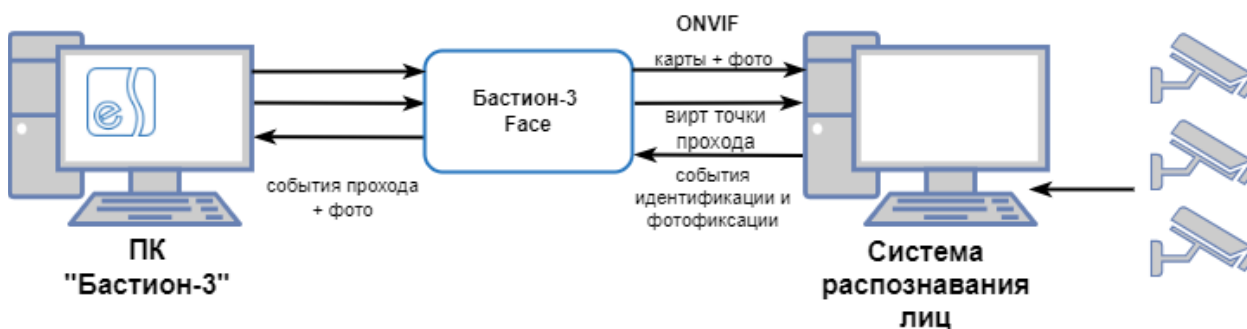 ONVIF
карты + фото
Бастион-3
Face
вирт точки
прохода
события прохода
+ фото
события
идентификации и
фотофиксации
ПК
"Бастион-3"
Система
распознавания
лиц